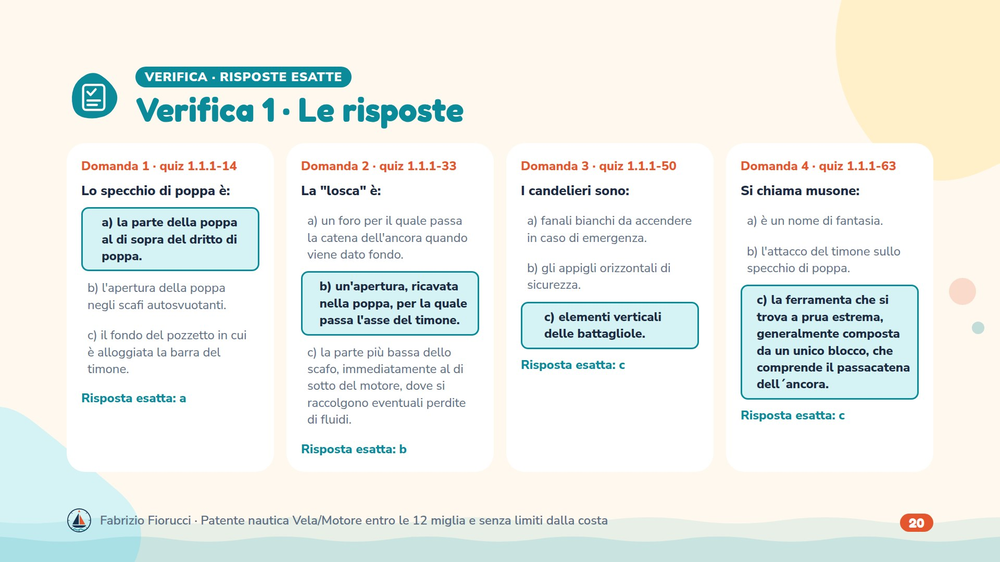 VERIFICA · RISPOSTE ESATTE
Verifica 1 · Le risposte
Domanda 1 · quiz 1.1.1-14
Lo specchio di poppa è:
a) la parte della poppa
al di sopra del dritto di
poppa.
b) l'apertura della poppa
negli scafi autosvuotanti.
c) il fondo del pozzetto in cui
è alloggiata la barra del
timone.
Risposta esatta: a
Domanda 2 · quiz 1.1.1-33
La "losca" è:
a) un foro per il quale passa
la catena dell'ancora quando
viene dato fondo.
b) un'apertura, ricavata
nella poppa, per la quale
passa l'asse del timone.
c) la parte più bassa dello
scafo, immediatamente al di
sotto del motore, dove si
raccolgono eventuali perdite
di fluidi.
Risposta esatta: b
Domanda 3 · quiz 1.1.1-50
I candelieri sono:
a) fanali bianchi da accendere
in caso di emergenza.
b) gli appigli orizzontali di
sicurezza.
c) elementi verticali
delle battagliole.
Risposta esatta: c
Domanda 4 · quiz 1.1.1-63
Si chiama musone:
a) è un nome di fantasia.
b) l'attacco del timone sullo
specchio di poppa.
c) la ferramenta che si
trova a prua estrema,
generalmente composta
da un unico blocco, che
comprende il passacatena
dell´ancora.
Risposta esatta: c
Fabrizio Fiorucci · Patente nautica Vela/Motore entro le 12 miglia e senza limiti dalla costa
20